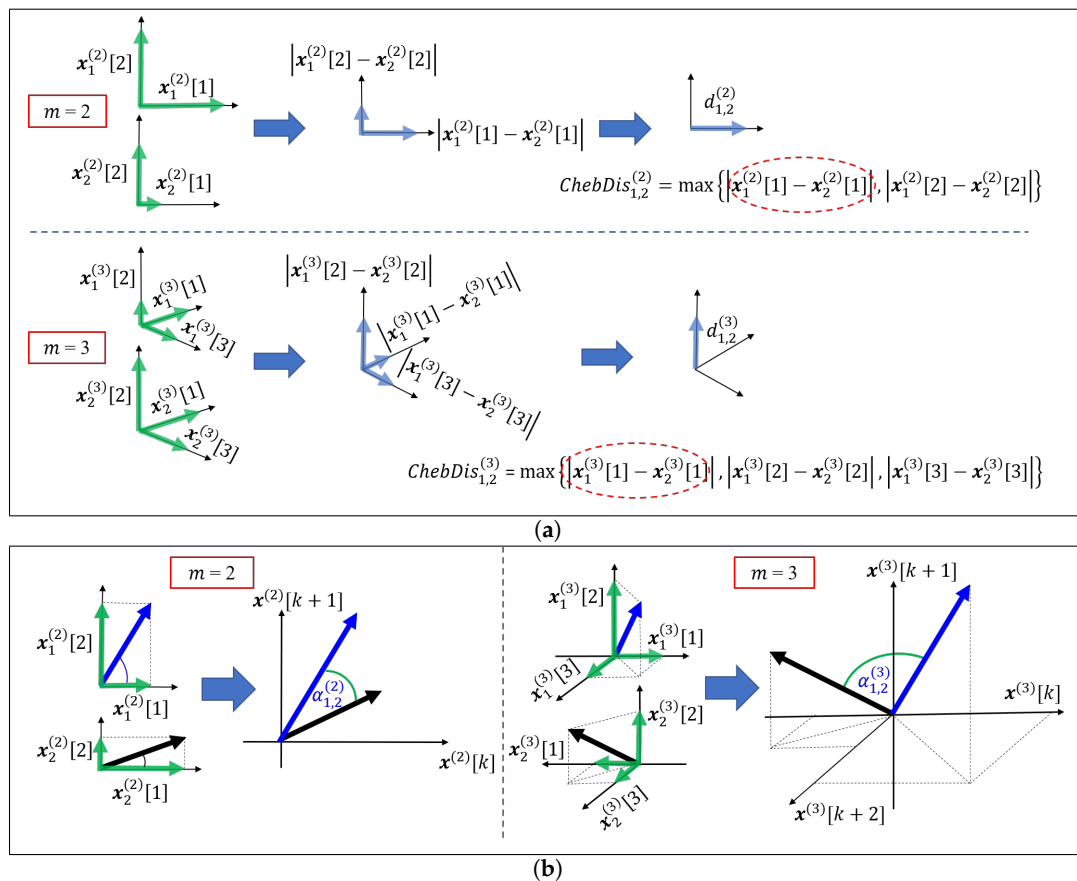 x₁⁽²⁾[2]
x₁⁽²⁾[1]
m = 2
x₂⁽²⁾[2]
x₂⁽²⁾[1]
|x₁⁽²⁾[2] − x₂⁽²⁾[2]|
|x₁⁽²⁾[1] − x₂⁽²⁾[1]|
d₁,₂⁽²⁾
ChebDis₁,₂⁽²⁾ = max{|x₁⁽²⁾[1] − x₂⁽²⁾[1]|, |x₁⁽²⁾[2] − x₂⁽²⁾[2]|}
x₁⁽³⁾[2]
x₁⁽³⁾[1]
x₁⁽³⁾[3]
m = 3
x₂⁽³⁾[2]
x₂⁽³⁾[1]
x₂⁽³⁾[3]
|x₁⁽³⁾[2] − x₂⁽³⁾[2]|
|x₁⁽³⁾[1] − x₂⁽³⁾[1]|
|x₁⁽³⁾[3] − x₂⁽³⁾[3]|
d₁,₂⁽³⁾
ChebDis₁,₂⁽³⁾ = max{|x₁⁽³⁾[1] − x₂⁽³⁾[1]|, |x₁⁽³⁾[2] − x₂⁽³⁾[2]|, |x₁⁽³⁾[3] − x₂⁽³⁾[3]|}
(a)
m = 2
x₁⁽²⁾[2]
x₁⁽²⁾[1]
x₂⁽²⁾[2]
x₂⁽²⁾[1]
x⁽²⁾[k + 1]
α₁,₂⁽²⁾
x⁽²⁾[k]
m = 3
x₁⁽³⁾[2]
x₁⁽³⁾[1]
x₁⁽³⁾[3]
x₂⁽³⁾[2]
x₂⁽³⁾[1]
x₂⁽³⁾[3]
x⁽³⁾[k + 1]
α₁,₂⁽³⁾
x⁽³⁾[k]
x⁽³⁾[k + 2]
(b)